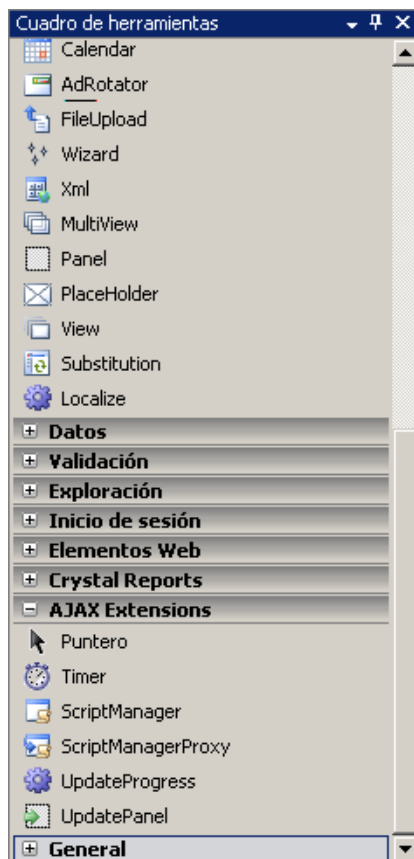 Cuadro de herramientas
Calendar
AdRotator
FileUpload
Wizard
Xml
MultiView
Panel
PlaceHolder
View
Substitution
Localize
Datos
Validación
Exploración
Inicio de sesión
Elementos Web
Crystal Reports
AJAX Extensions
Puntero
Timer
ScriptManager
ScriptManagerProxy
UpdateProgress
UpdatePanel
General